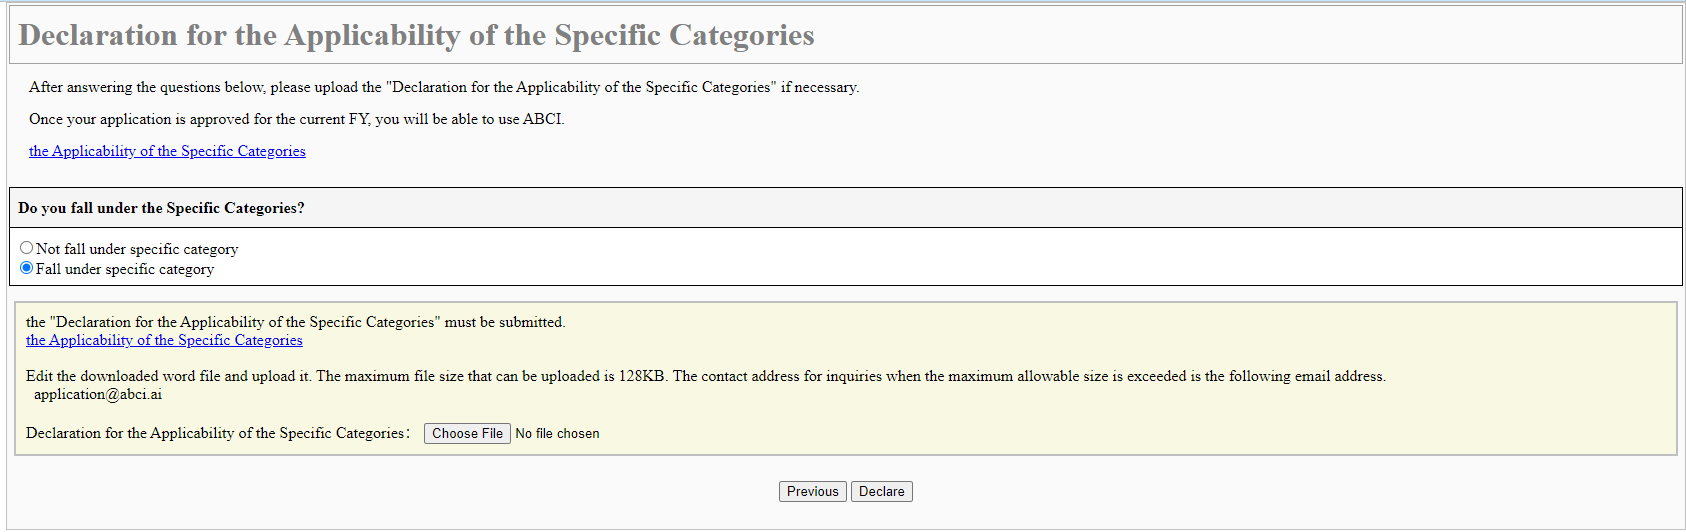 Declaration for the Applicability of the Specific Categories
After answering the questions below, please upload the "Declaration for the Applicability of the Specific Categories" if necessary.
Once your application is approved for the current FY, you will be able to use ABCI.
the Applicability of the Specific Categories
Do you fall under the Specific Categories?
Not fall under specific category
Fall under specific category
the "Declaration for the Applicability of the Specific Categories" must be submitted.
the Applicability of the Specific Categories
Edit the downloaded word file and upload it. The maximum file size that can be uploaded is 128KB. The contact address for inquiries when the maximum allowable size is exceeded is the following email address.
application@abci.ai
Declaration for the Applicability of the Specific Categories： Choose File No file chosen
Previous Declare